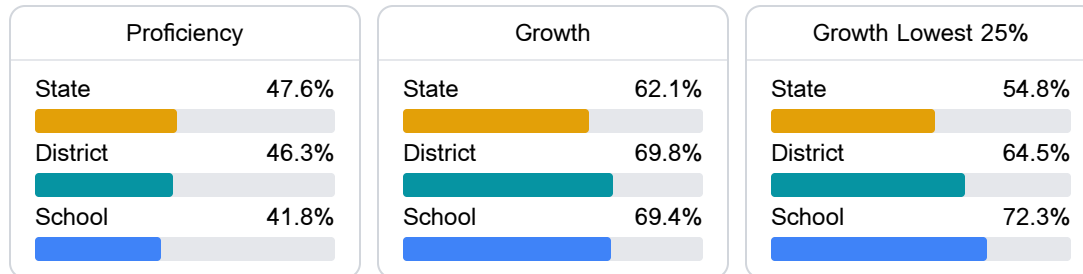 Proficiency
State 47.6%
District 46.3%
School 41.8%
Growth
State 62.1%
District 69.8%
School 69.4%
Growth Lowest 25%
State 54.8%
District 64.5%
School 72.3%